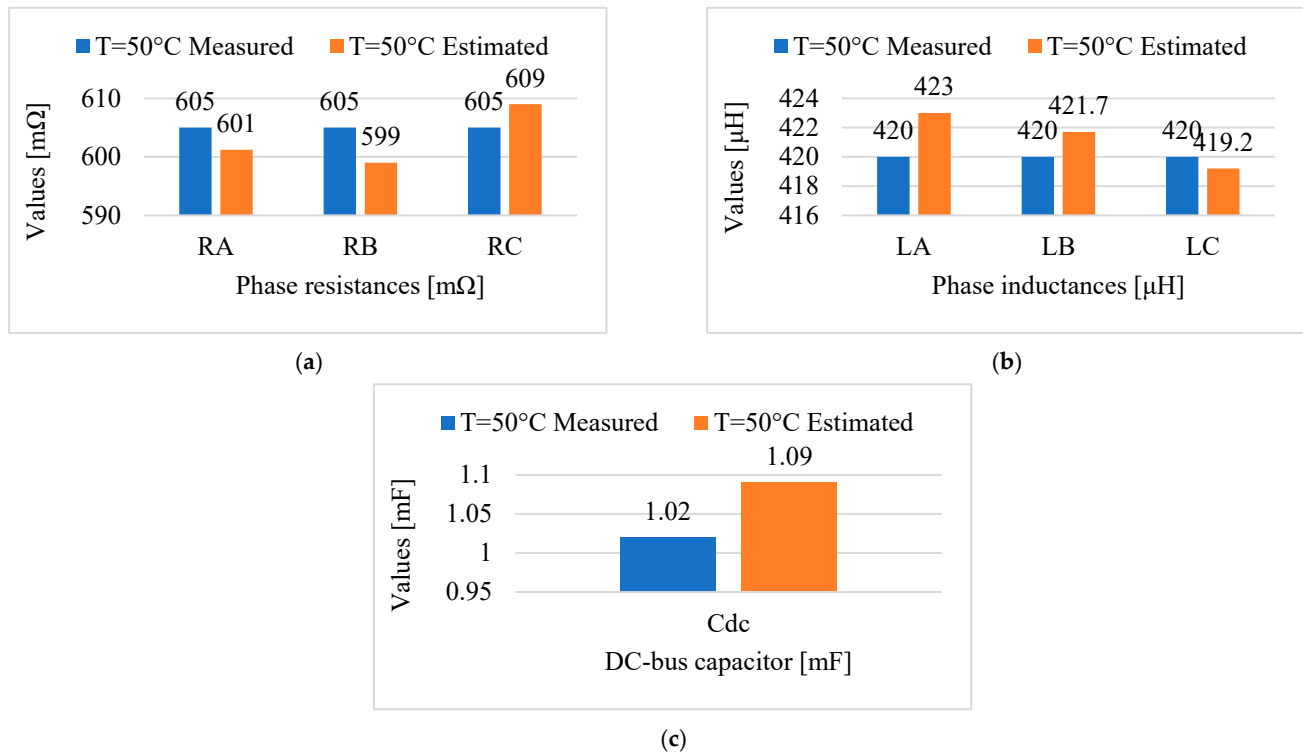 T=50°C Measured T=50°C Estimated
Values [mΩ]
610
600
590
605
601
605
599
605
609
RA RB RC
Phase resistances [mΩ]
(a)
T=50°C Measured T=50°C Estimated
Values [µH]
424
422
420
418
416
420
423
420
421.7
420
419.2
LA LB LC
Phase inductances [µH]
(b)
T=50°C Measured T=50°C Estimated
Values [mF]
1.1
1.05
1
0.95
1.02
1.09
Cdc
DC-bus capacitor [mF]
(c)